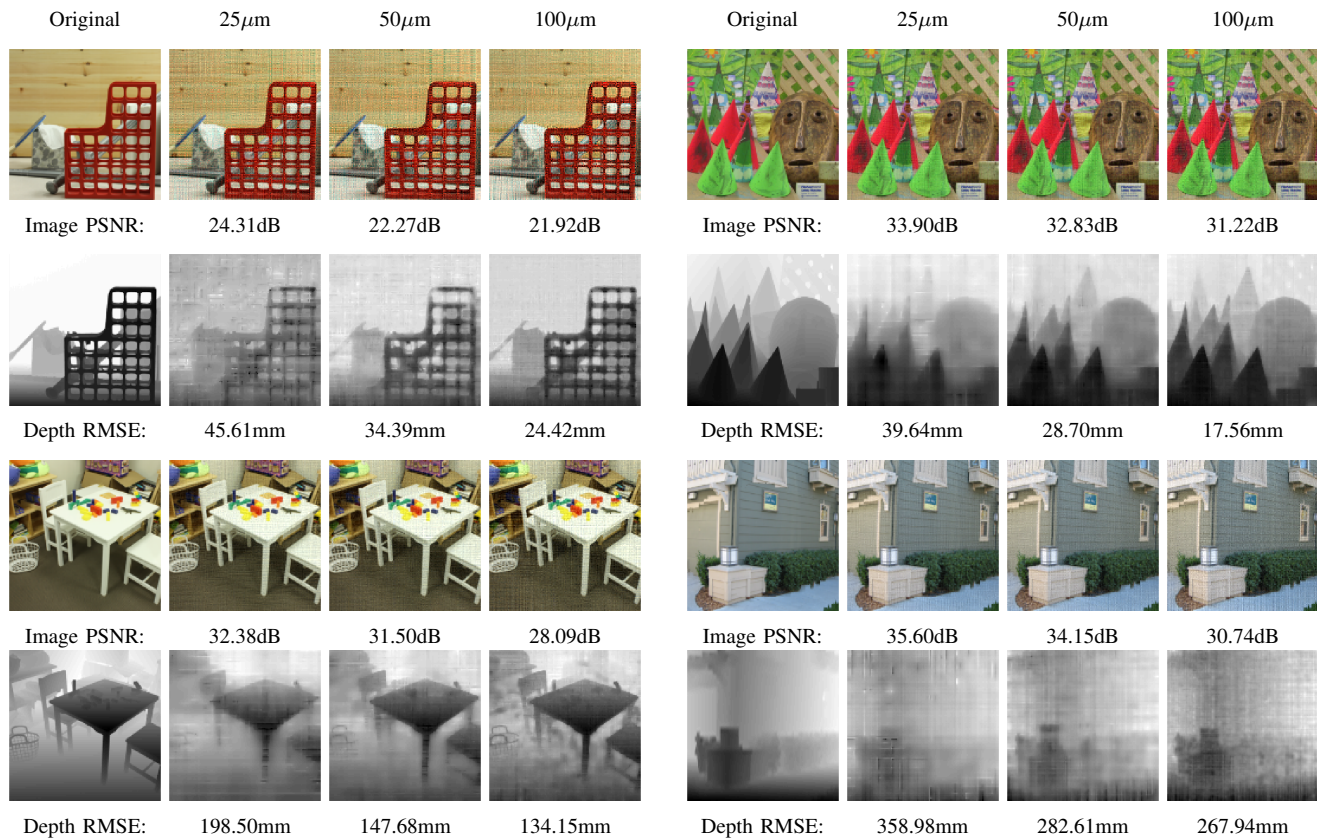 Original 25μm 50μm 100μm Original 25μm 50μm 100μm
Image PSNR: 24.31dB 22.27dB 21.92dB Image PSNR: 33.90dB 32.83dB 31.22dB
Depth RMSE: 45.61mm 34.39mm 24.42mm Depth RMSE: 39.64mm 28.70mm 17.56mm
Image PSNR: 32.38dB 31.50dB 28.09dB Image PSNR: 35.60dB 34.15dB 30.74dB
Depth RMSE: 198.50mm 147.68mm 134.15mm Depth RMSE: 358.98mm 282.61mm 267.94mm